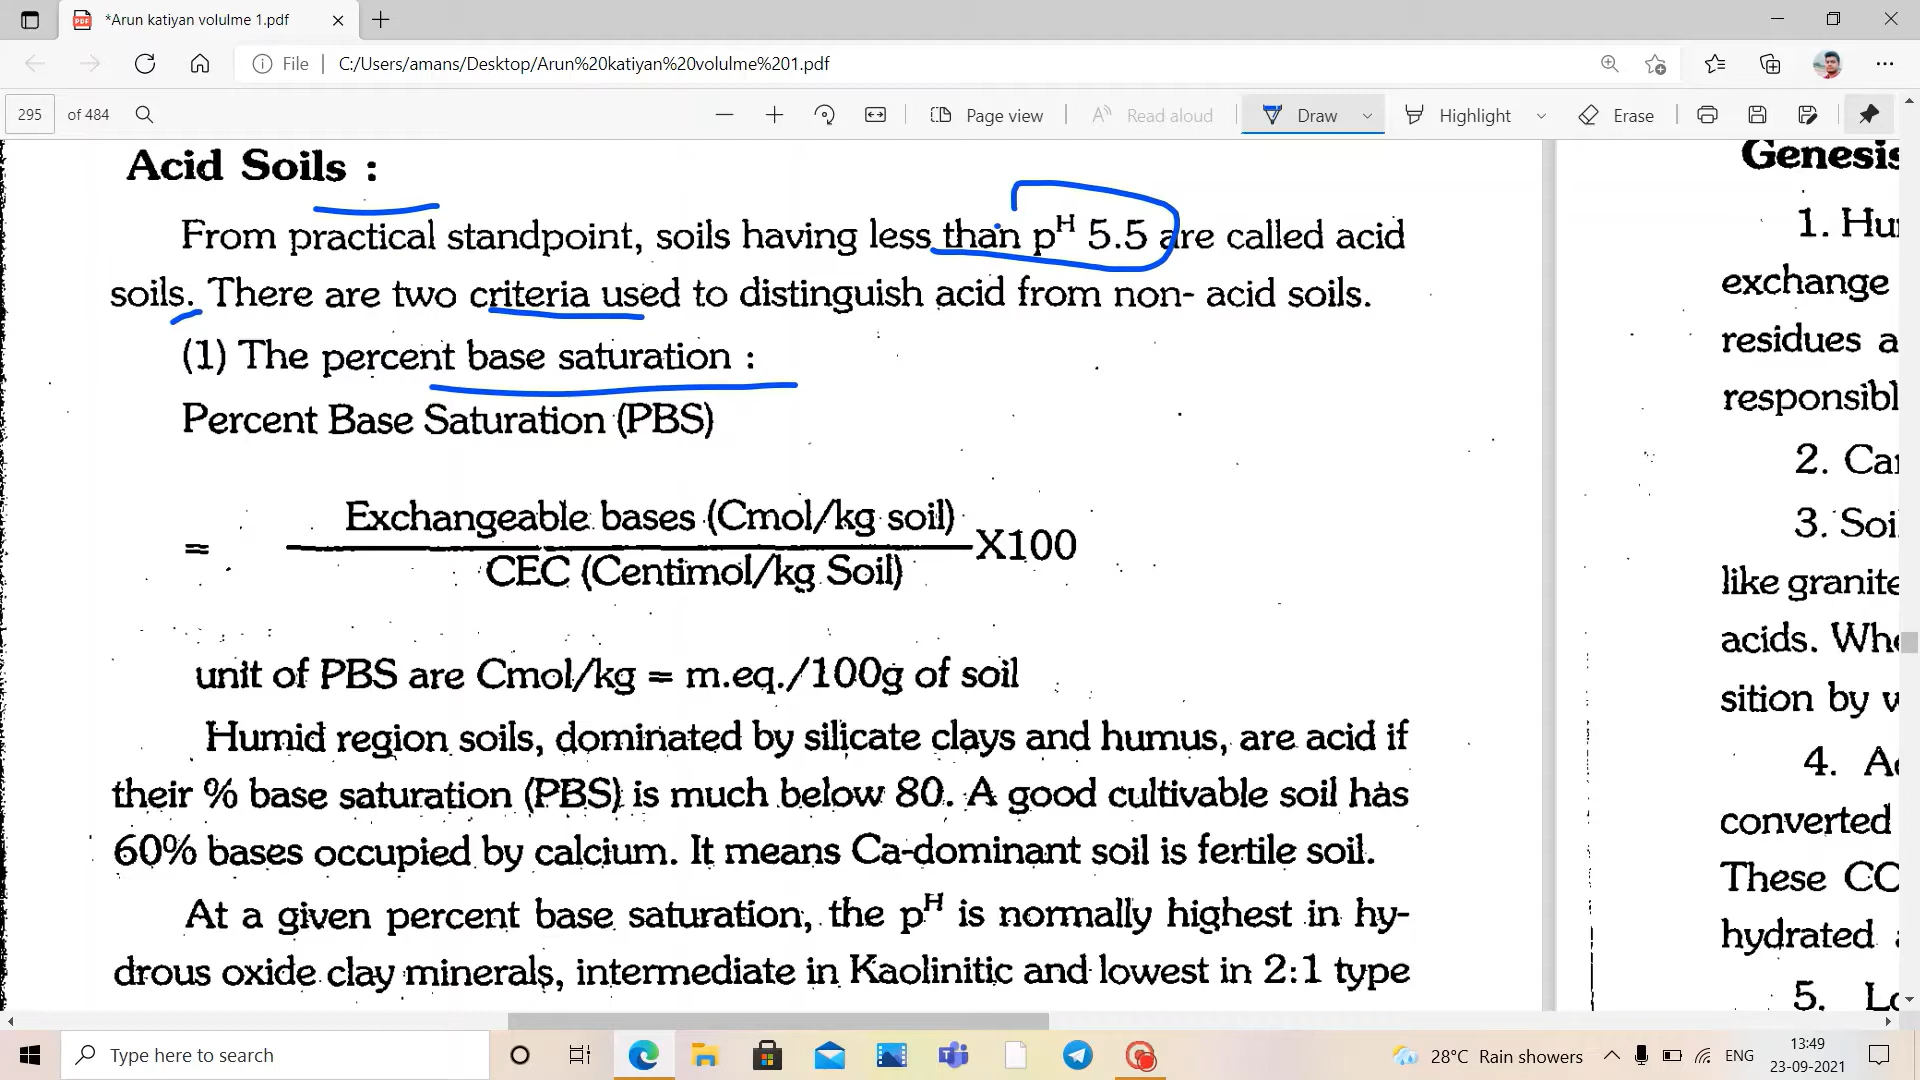 *Arun katiyan volulme 1.pdf
File
C:/Users/amans/Desktop/Arun%20katiyan%20volulme%201.pdf
295 of 484
Page view
Read aloud
Draw
Highlight
Erase
Acid Soils :
From practical standpoint, soils having less than pH 5.5 are called acid
soils. There are two criteria used to distinguish acid from non- acid soils.
(1) The percent base saturation :
Percent Base Saturation (PBS)
= Exchangeable bases (Cmol/kg soil)
CEC (Centimol/kg Soil)
X100
unit of PBS are Cmol/kg = m.eq./100g of soil
Humid region soils, dominated by silicate clays and humus, are acid if
their % base saturation (PBS) is much below 80. A good cultivable soil has
60% bases occupied by calcium. It means Ca-dominant soil is fertile soil.
At a given percent base saturation, the pH is normally highest in hy-
drous oxide clay minerals, intermediate in Kaolinitic and lowest in 2:1 type
Genesis
1. Hu
exchange
residues a
responsibl
2. Ca
3. Soi
like granite
acids. Whe
sition by w
4. A
converted
These CO
hydrated
5. Lo
Type here to search
28°C Rain showers
ENG
13:49
23-09-2021